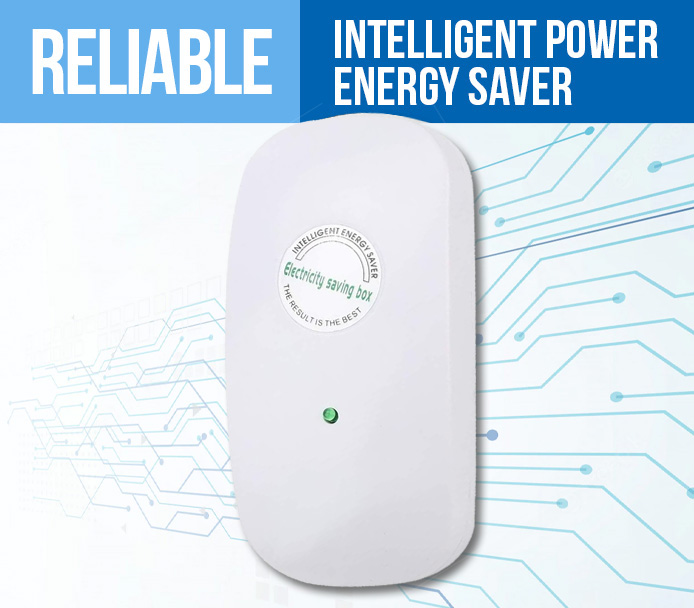 RELIABLE
INTELLIGENT POWER
ENERGY SAVER
INTELLIGENT ENERGY SAVER
Electricity saving box
THE RESULT IS THE BEST